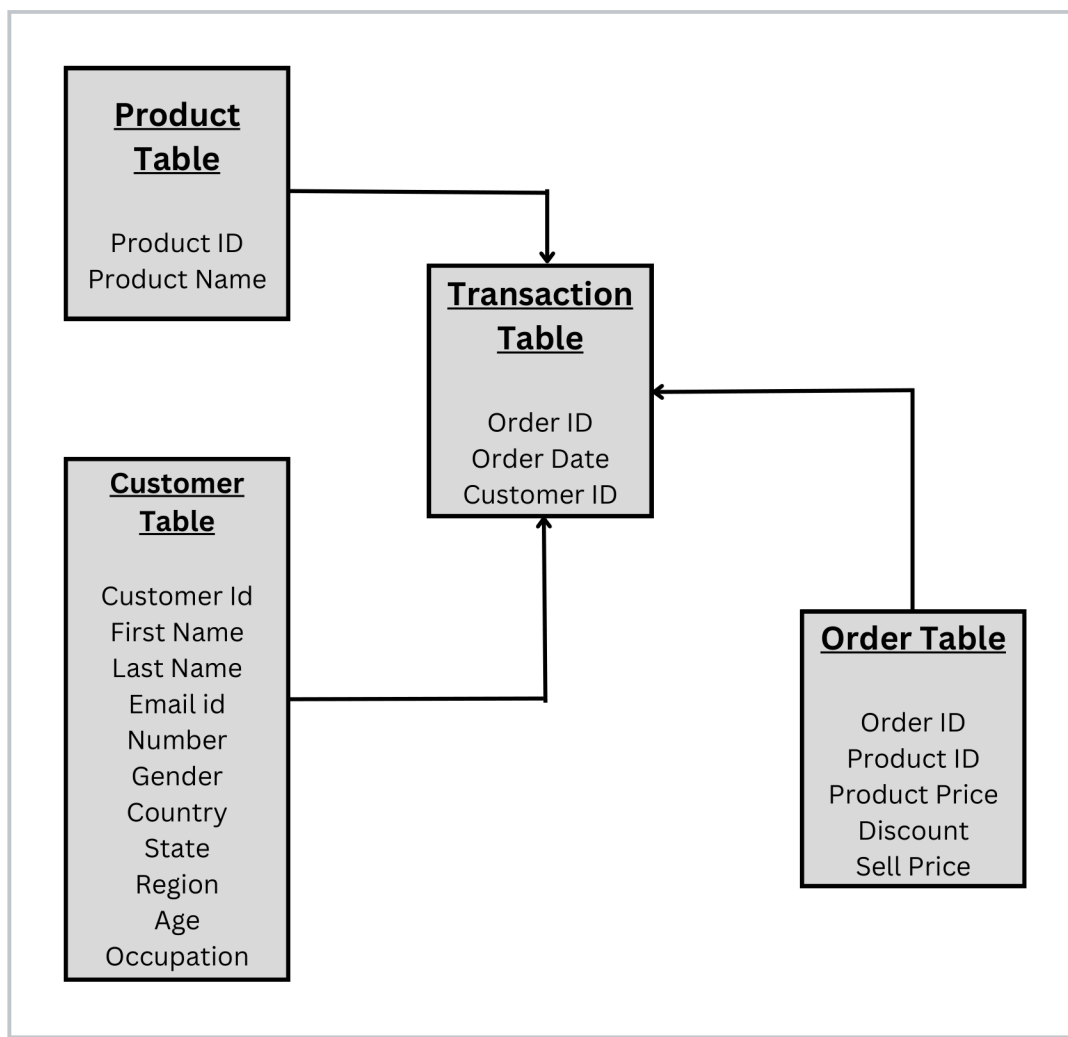 Product
Table
Product ID
Product Name
Transaction
Table
Order ID
Order Date
Customer ID
Customer
Table
Customer Id
First Name
Last Name
Email id
Number
Gender
Country
State
Region
Age
Occupation
Order Table
Order ID
Product ID
Product Price
Discount
Sell Price